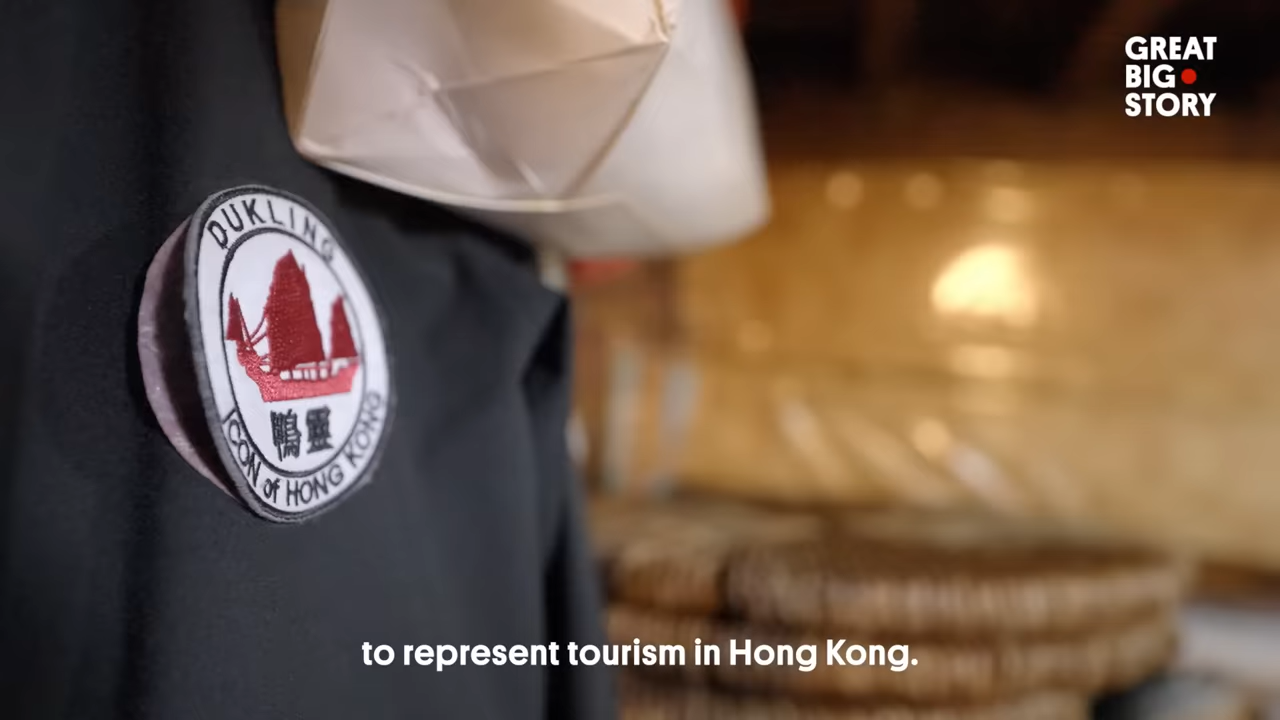 GREAT
BIG
STORY
DUKLING
鴨靈
ICON of HONG KONG
to represent tourism in Hong Kong.